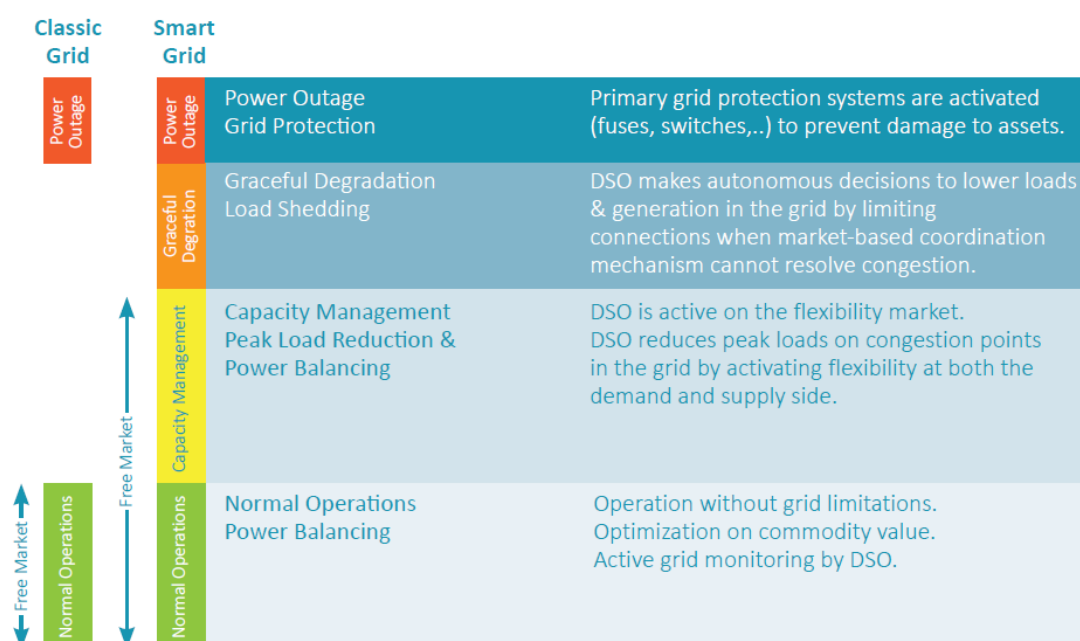 Classic
Grid
Smart
Grid
Power
Outage
Power
Outage
Power Outage
Grid Protection
Primary grid protection systems are activated
(fuses, switches,..) to prevent damage to assets.
Graceful
Degration
Graceful Degradation
Load Shedding
DSO makes autonomous decisions to lower loads
& generation in the grid by limiting
connections when market-based coordination
mechanism cannot resolve congestion.
Free Market
Capacity Management
Capacity Management
Peak Load Reduction &
Power Balancing
DSO is active on the flexibility market.
DSO reduces peak loads on congestion points
in the grid by activating flexibility at both the
demand and supply side.
Free Market
Normal Operations
Normal Operations
Normal Operations
Power Balancing
Operation without grid limitations.
Optimization on commodity value.
Active grid monitoring by DSO.